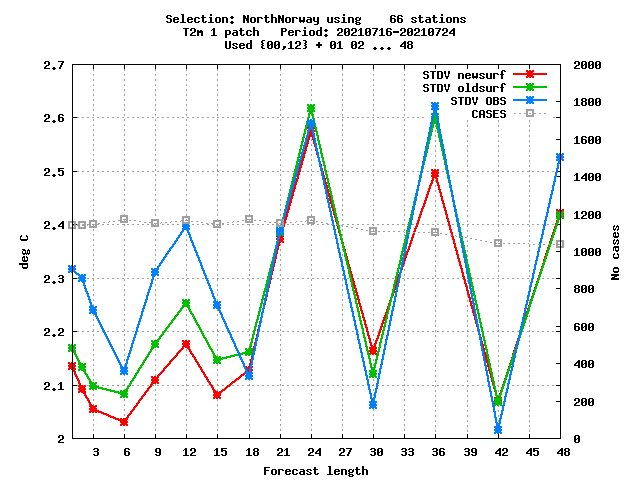 Selection: NorthNorway using    66 stations
T2m 1 patch   Period: 20210716-20210724
Used {00,12} + 01 02 ... 48
STDV newsurf
STDV oldsurf
STDV OBS
CASES
2.7
2.6
2.5
2.4
2.3
2.2
2.1
2
deg C
2000
1800
1600
1400
1200
1000
800
600
400
200
0
No cases
3 6 9 12 15 18 21 24 27 30 33 36 39 42 45 48
Forecast length